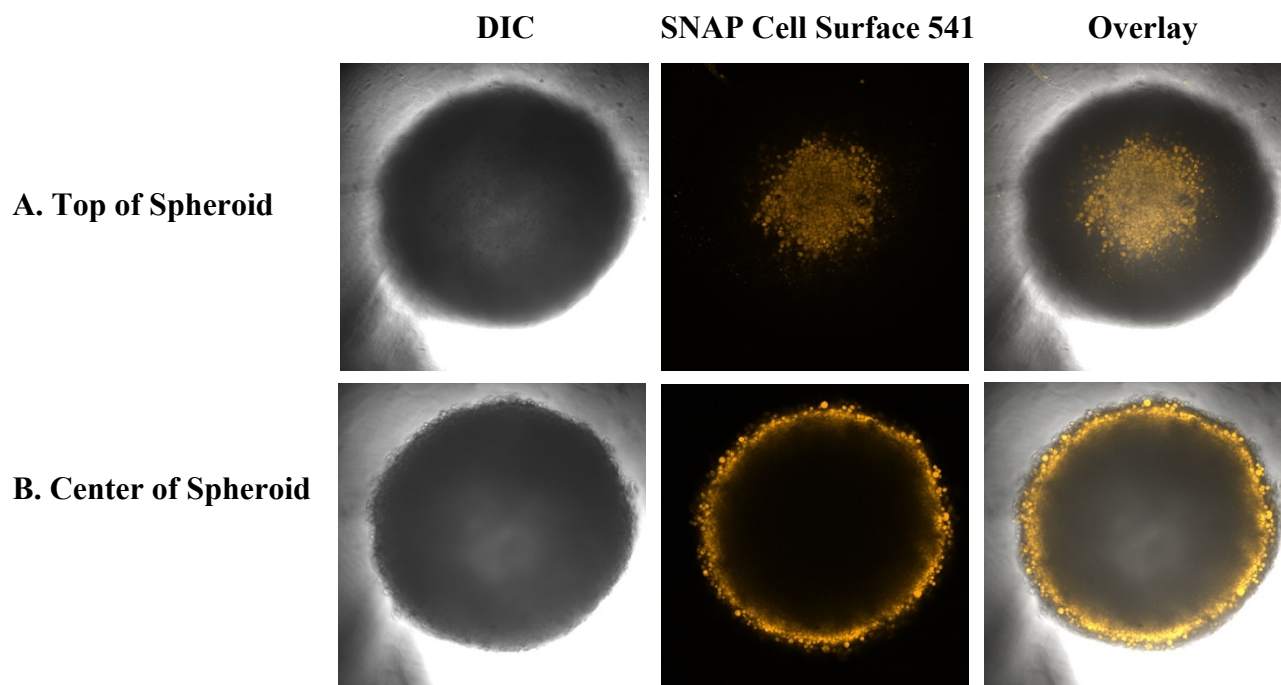 DIC
SNAP Cell Surface 541
Overlay
A. Top of Spheroid
B. Center of Spheroid